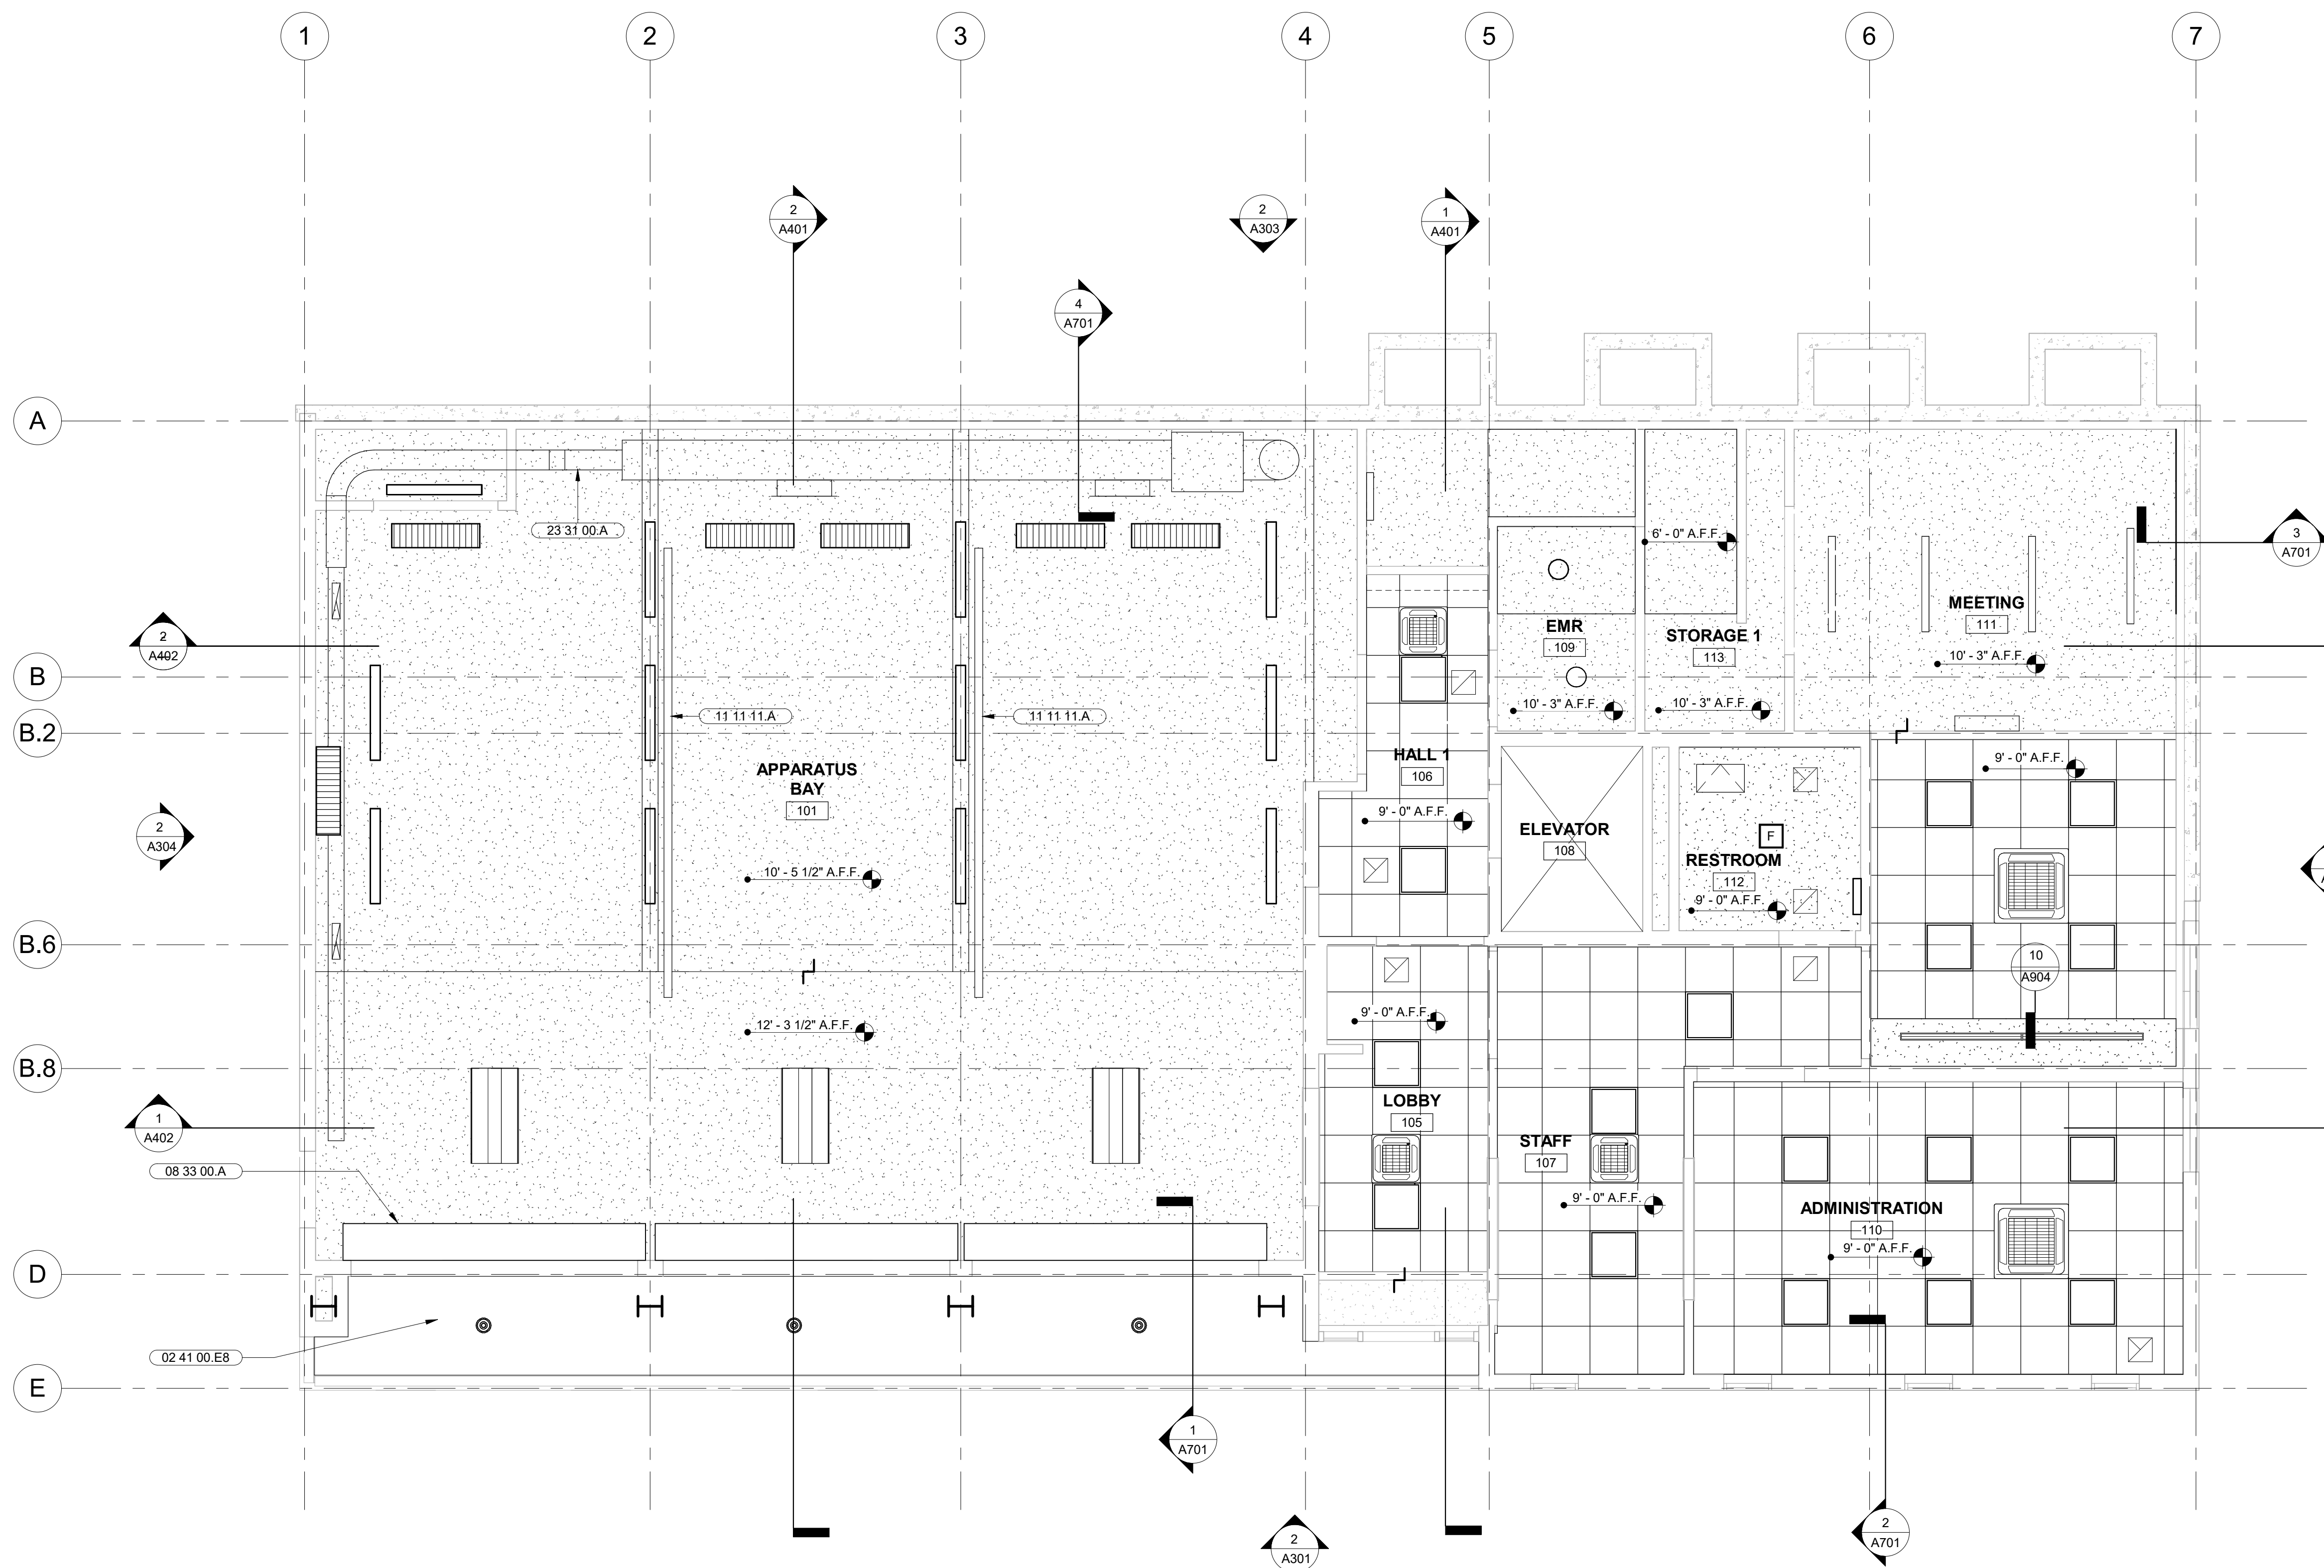 1
2
3
4
5
6
7
2
A401
2
A303
1
A401
4
A701
A
23 31 00.A
6' - 0" A.F.F.
3
A701
2
A402
MEETING
111
EMR
109
STORAGE 1
113
10' - 3" A.F.F.
B
10' - 3" A.F.F.
10' - 3" A.F.F.
11 11 11.A
11 11 11.A
B.2
HALL 1
106
9' - 0" A.F.F.
APPARATUS
BAY
101
9' - 0" A.F.F.
2
A304
ELEVATOR
108
F
RESTROOM
112
10' - 5 1/2" A.F.F.
9' - 0" A.F.F.
B.6
10
A904
12' - 3 1/2" A.F.F.
9' - 0" A.F.F.
B.8
LOBBY
105
1
A402
STAFF
107
08 33 00.A
9' - 0" A.F.F.
ADMINISTRATION
110
9' - 0" A.F.F.
D
02 41 00.E8
E
1
A701
2
A701
2
A301